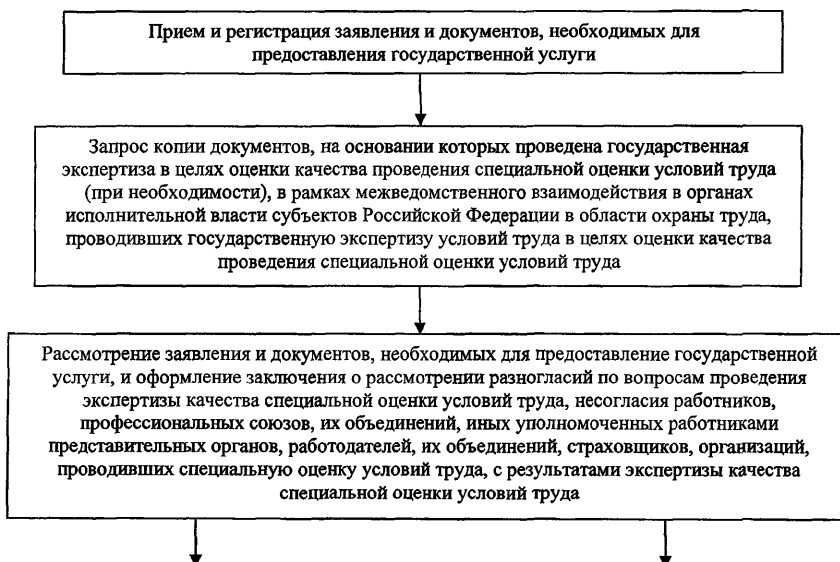 Прием и регистрация заявления и документов, необходимых для
предоставления государственной услуги
Запрос копии документов, на основании которых проведена государственная
экспертиза в целях оценки качества проведения специальной оценки условий труда
(при необходимости), в рамках межведомственного взаимодействия в органах
исполнительной власти субъектов Российской Федерации в области охраны труда,
проводивших государственную экспертизу условий труда в целях оценки качества
проведения специальной оценки условий труда
Рассмотрение заявления и документов, необходимых для предоставление государственной
услуги, и оформление заключения о рассмотрении разногласий по вопросам проведения
экспертизы качества специальной оценки условий труда, несогласия работников,
профессиональных союзов, их объединений, иных уполномоченных работниками
представительных органов, работодателей, их объединений, страховщиков, организаций,
проводивших специальную оценку условий труда, с результатами экспертизы качества
специальной оценки условий труда